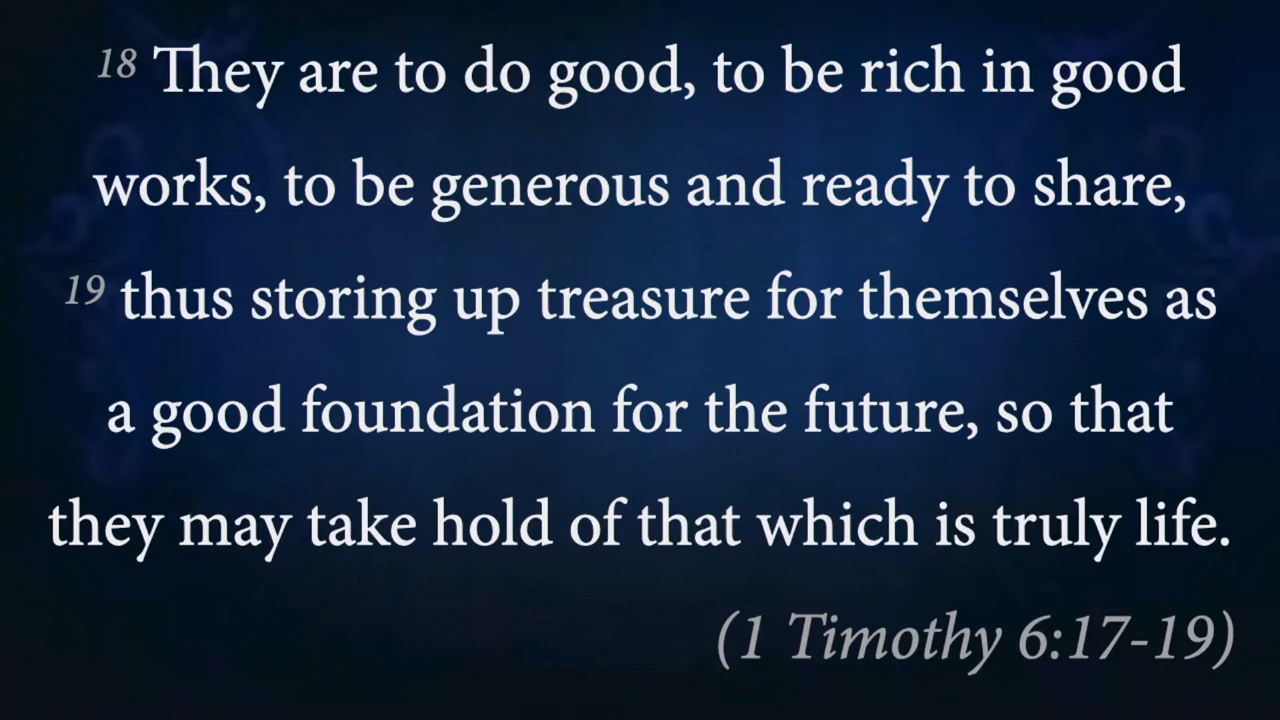 18 They are to do good, to be rich in good
works, to be generous and ready to share,
19 thus storing up treasure for themselves as
a good foundation for the future, so that
they may take hold of that which is truly life.
(1 Timothy 6:17-19)